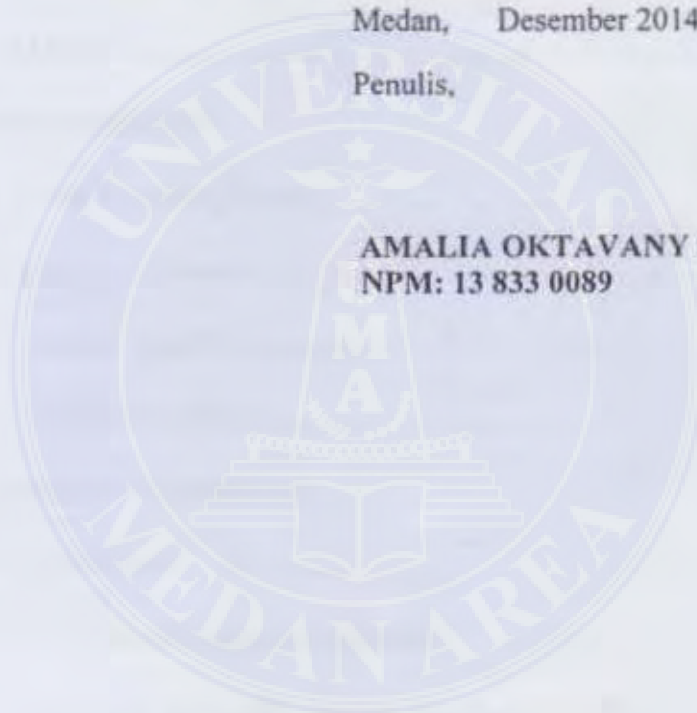 Medan, Desember 2014
Penulis,
AMALIA OKTAVANY
NPM: 13 833 0089
UNIVERSITAS
UMA
MEDAN AREA